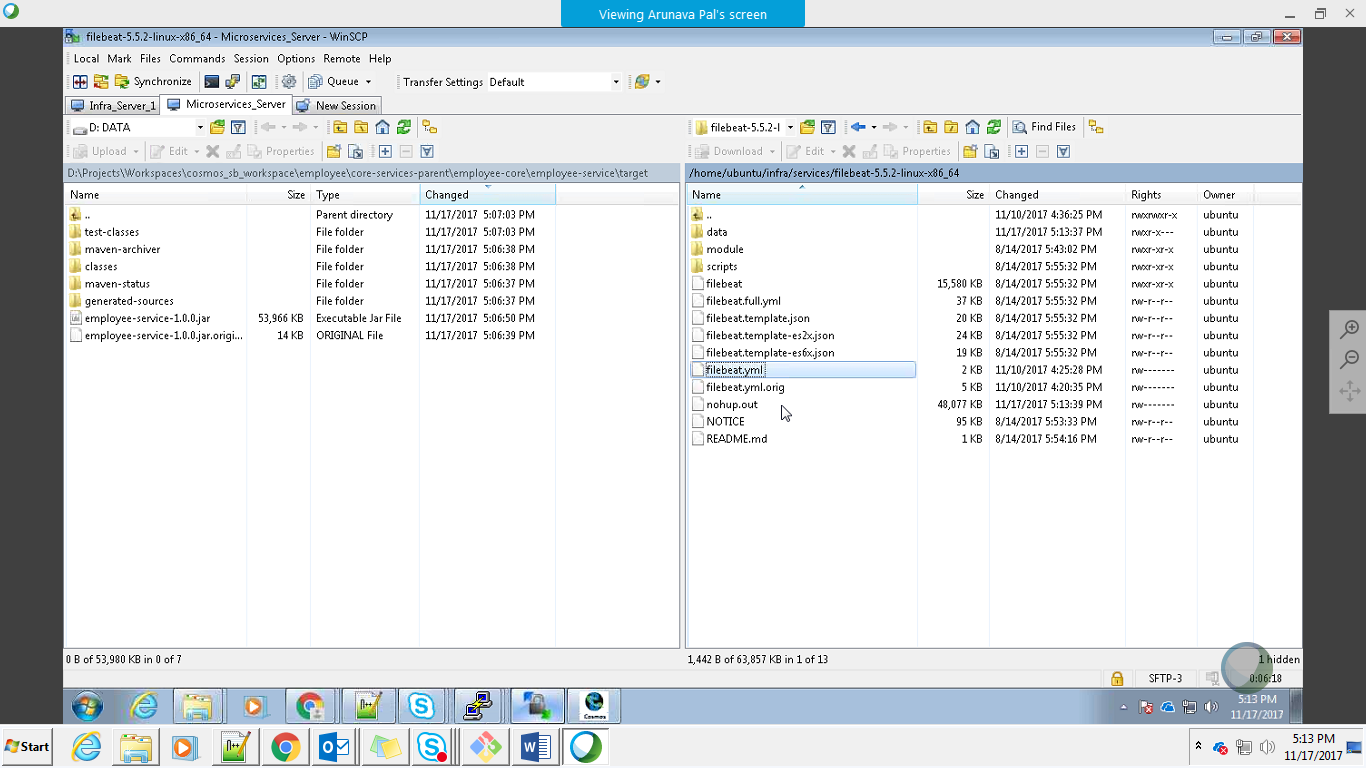 Viewing Arunava Pal's screen
filebeat-5.5.2-linux-x86_64 - Microservices_Server - WinSCP
Local Mark Files Commands Session Options Remote Help
Synchronize Queue Transfer Settings Default
Infra_Server_1 Microservices_Server New Session
D: DATA filebeat-5.5.2-l Find Files
Upload Edit Properties Download Edit Properties
D:\Projects\Workspaces\cosmos_sb_workspace\employee\core-services-parent\employee-core\employee-service\target
Name Size Type Changed
.. Parent directory 11/17/2017 5:07:03 PM
test-classes File folder 11/17/2017 5:07:03 PM
maven-archiver File folder 11/17/2017 5:06:38 PM
classes File folder 11/17/2017 5:06:38 PM
maven-status File folder 11/17/2017 5:06:37 PM
generated-sources File folder 11/17/2017 5:06:37 PM
employee-service-1.0.0.jar 53,966 KB Executable Jar File 11/17/2017 5:06:50 PM
employee-service-1.0.0.jar.origi... 14 KB ORIGINAL File 11/17/2017 5:06:39 PM
0 B of 53,980 KB in 0 of 7
/home/ubuntu/infra/services/filebeat-5.5.2-linux-x86_64
Name Size Changed Rights Owner
.. 11/10/2017 4:36:25 PM rwxrwxr-x ubuntu
data 11/17/2017 5:13:37 PM rwxr-x--- ubuntu
module 8/14/2017 5:43:02 PM rwxr-xr-x ubuntu
scripts 8/14/2017 5:55:32 PM rwxr-xr-x ubuntu
filebeat 15,580 KB 8/14/2017 5:55:32 PM rwxr-xr-x ubuntu
filebeat.full.yml 37 KB 8/14/2017 5:55:32 PM rw-r--r-- ubuntu
filebeat.template.json 20 KB 8/14/2017 5:55:32 PM rw-r--r-- ubuntu
filebeat.template-es2x.json 24 KB 8/14/2017 5:55:32 PM rw-r--r-- ubuntu
filebeat.template-es6x.json 19 KB 8/14/2017 5:55:32 PM rw-r--r-- ubuntu
filebeat.yml 2 KB 11/10/2017 4:25:28 PM rw------- ubuntu
filebeat.yml.orig 5 KB 11/10/2017 4:20:35 PM rw------- ubuntu
nohup.out 48,077 KB 11/17/2017 5:13:39 PM rw------- ubuntu
NOTICE 95 KB 8/14/2017 5:53:33 PM rw-r--r-- ubuntu
README.md 1 KB 8/14/2017 5:54:16 PM rw-r--r-- ubuntu
1,442 B of 63,857 KB in 1 of 13
1 hidden
SFTP-3 0:06:18
Cosmos
5:13 PM
11/17/2017
Start
5:13 PM
11/17/2017